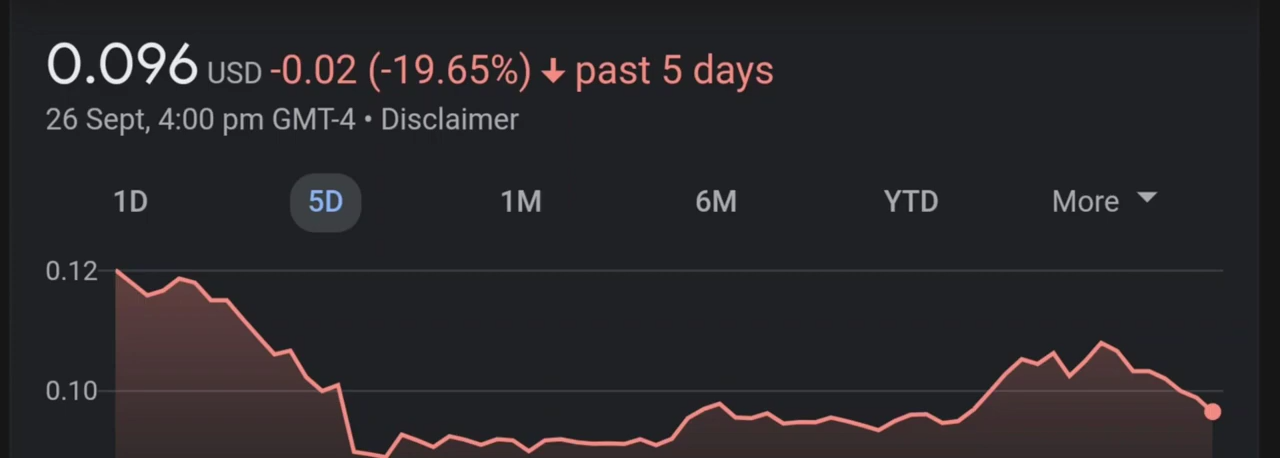 0.096 USD -0.02 (-19.65%) ↓ past 5 days
26 Sept, 4:00 pm GMT-4 • Disclaimer
1D 5D 1M 6M YTD More
0.12
0.10